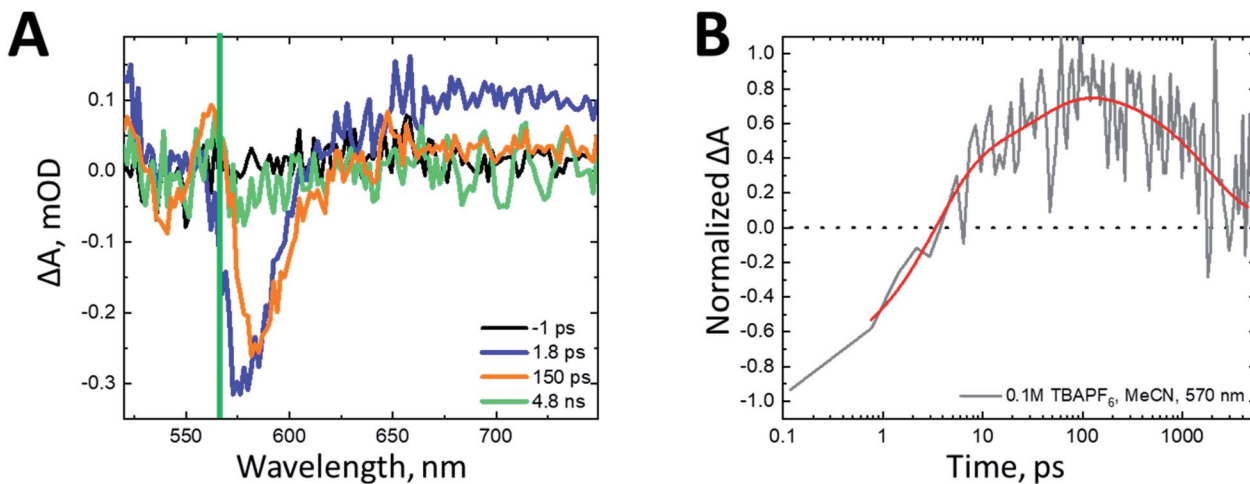 A
ΔA, mOD
0.1
0.0
-0.1
-0.2
-0.3
550
600
650
700
Wavelength, nm
-1 ps
1.8 ps
150 ps
4.8 ns
B
Normalized ΔA
1.0
0.8
0.6
0.4
0.2
0.0
-0.2
-0.4
-0.6
-0.8
-1.0
0.1
1
10
100
1000
Time, ps
0.1M TBAPF₆, MeCN, 570 nm